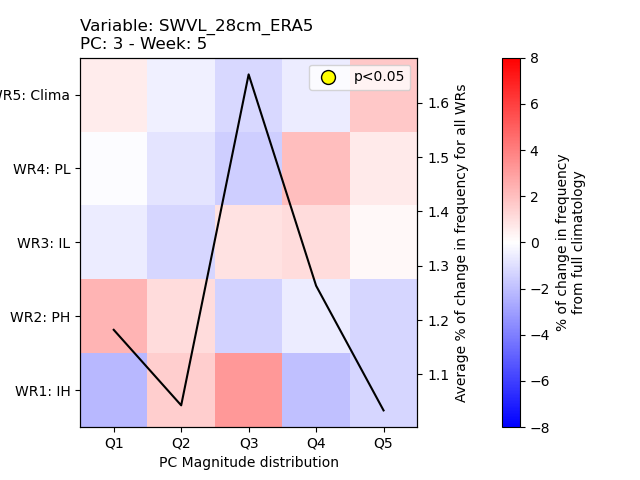 Variable: SWVL_28cm_ERA5
PC: 3 - Week: 5
p<0.05
WR5: Clima
WR4: PL
WR3: IL
WR2: PH
WR1: IH
1.6
1.5
1.4
1.3
1.2
1.1
Average % of change in frequency for all WRs
8
6
4
2
0
−2
−4
−6
−8
% of change in frequency
from full climatology
Q1 Q2 Q3 Q4 Q5
PC Magnitude distribution